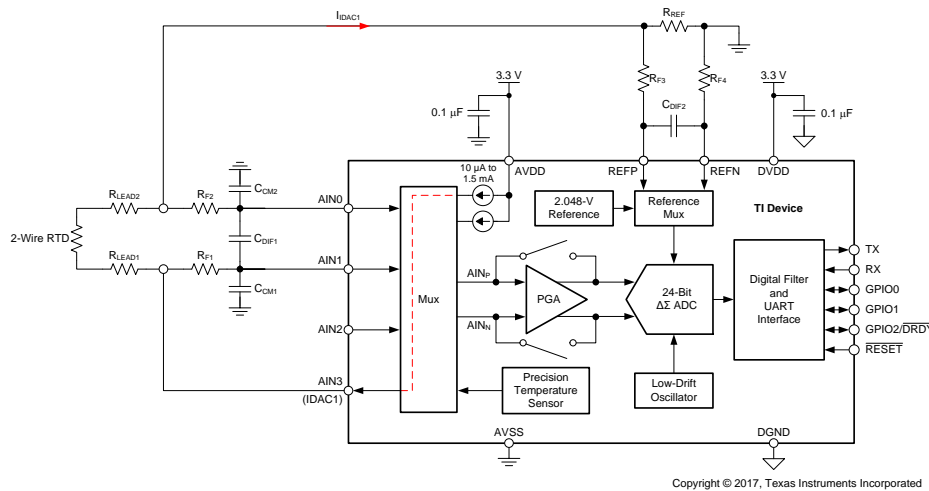 IIDAC1
RREF
3.3 V
RF3
RF4
3.3 V
0.1 μF
CDIF2
0.1 μF
AVDD
REFP
REFN
DVDD
10 μA to
1.5 mA
CCM2
RLEAD2
RF2
AIN0
2.048-V
Reference
Reference
Mux
TI Device
2-Wire RTD
CDIF1
TX
RLEAD1
RF1
AIN1
AINP
RX
CCM1
Mux
PGA
24-Bit
ΔΣ ADC
Digital Filter
and
UART
Interface
GPIO0
GPIO1
AIN2
AINN
GPIO2/DRDY
RESET
AIN3
(IDAC1)
Precision
Temperature
Sensor
Low-Drift
Oscillator
AVSS
DGND
Copyright © 2017, Texas Instruments Incorporated